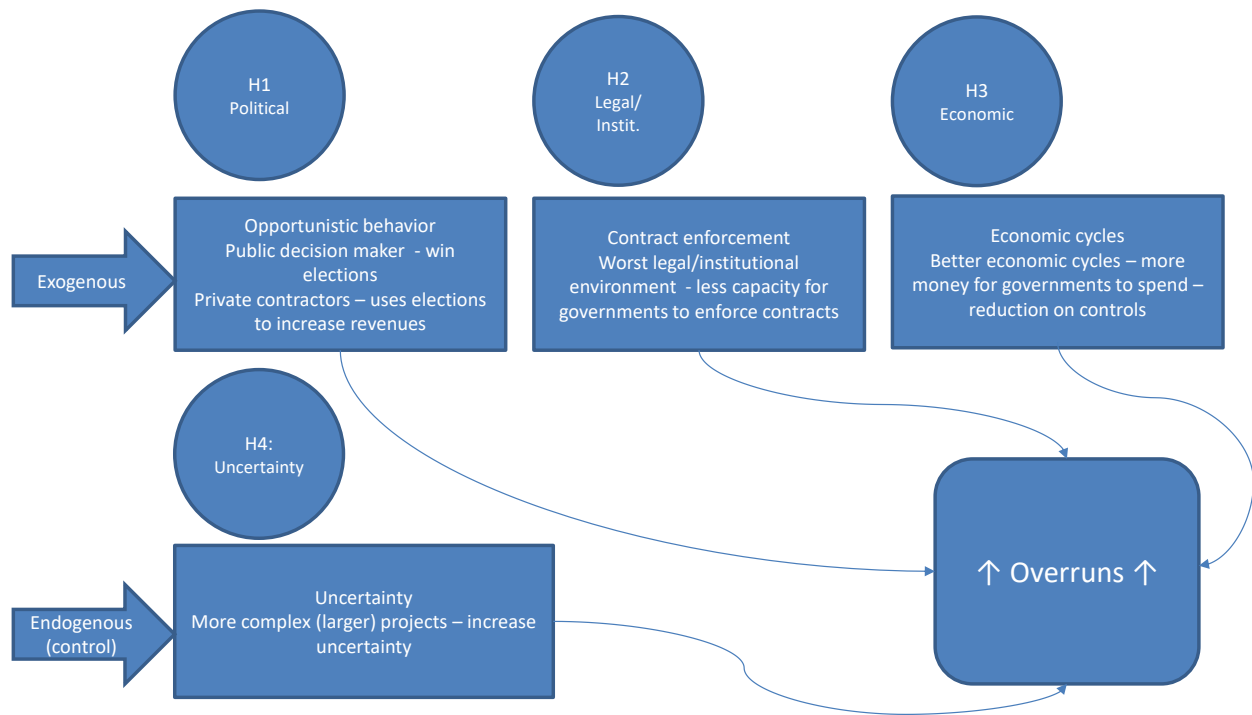 H1
Political
H2
Legal/
Instit.
H3
Economic
Exogenous
Opportunistic behavior
Public decision maker  - win
elections
Private contractors – uses elections
to increase revenues
Contract enforcement
Worst legal/institutional
environment  - less capacity for
governments to enforce contracts
Economic cycles
Better economic cycles – more
money for governments to spend –
reduction on controls
H4:
Uncertainty
Endogenous
(control)
Uncertainty
More complex (larger) projects – increase
uncertainty
↑ Overruns ↑